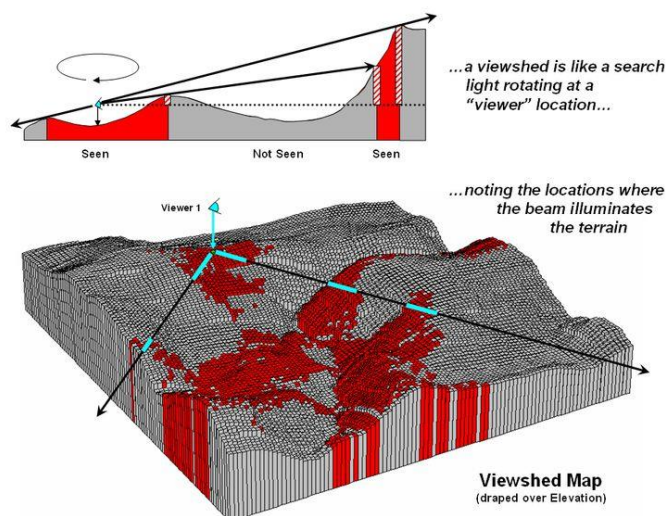 …a viewshed is like a search
light rotating at a
“viewer” location…
Seen
Not Seen
Seen
…noting the locations where
the beam illuminates
the terrain
Viewer 1
Viewshed Map
(draped over Elevation)